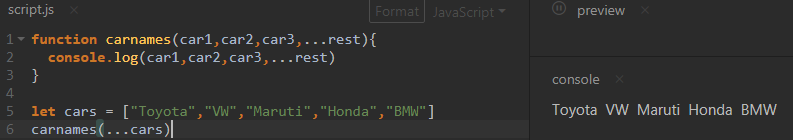 script.js
Format JavaScript
preview
1 function carnames(car1,car2,car3,...rest){
2 console.log(car1,car2,car3,...rest)
3 }
4
5 let cars = ["Toyota","VW","Maruti","Honda","BMW"]
6 carnames(...cars)
console
Toyota VW Maruti Honda BMW